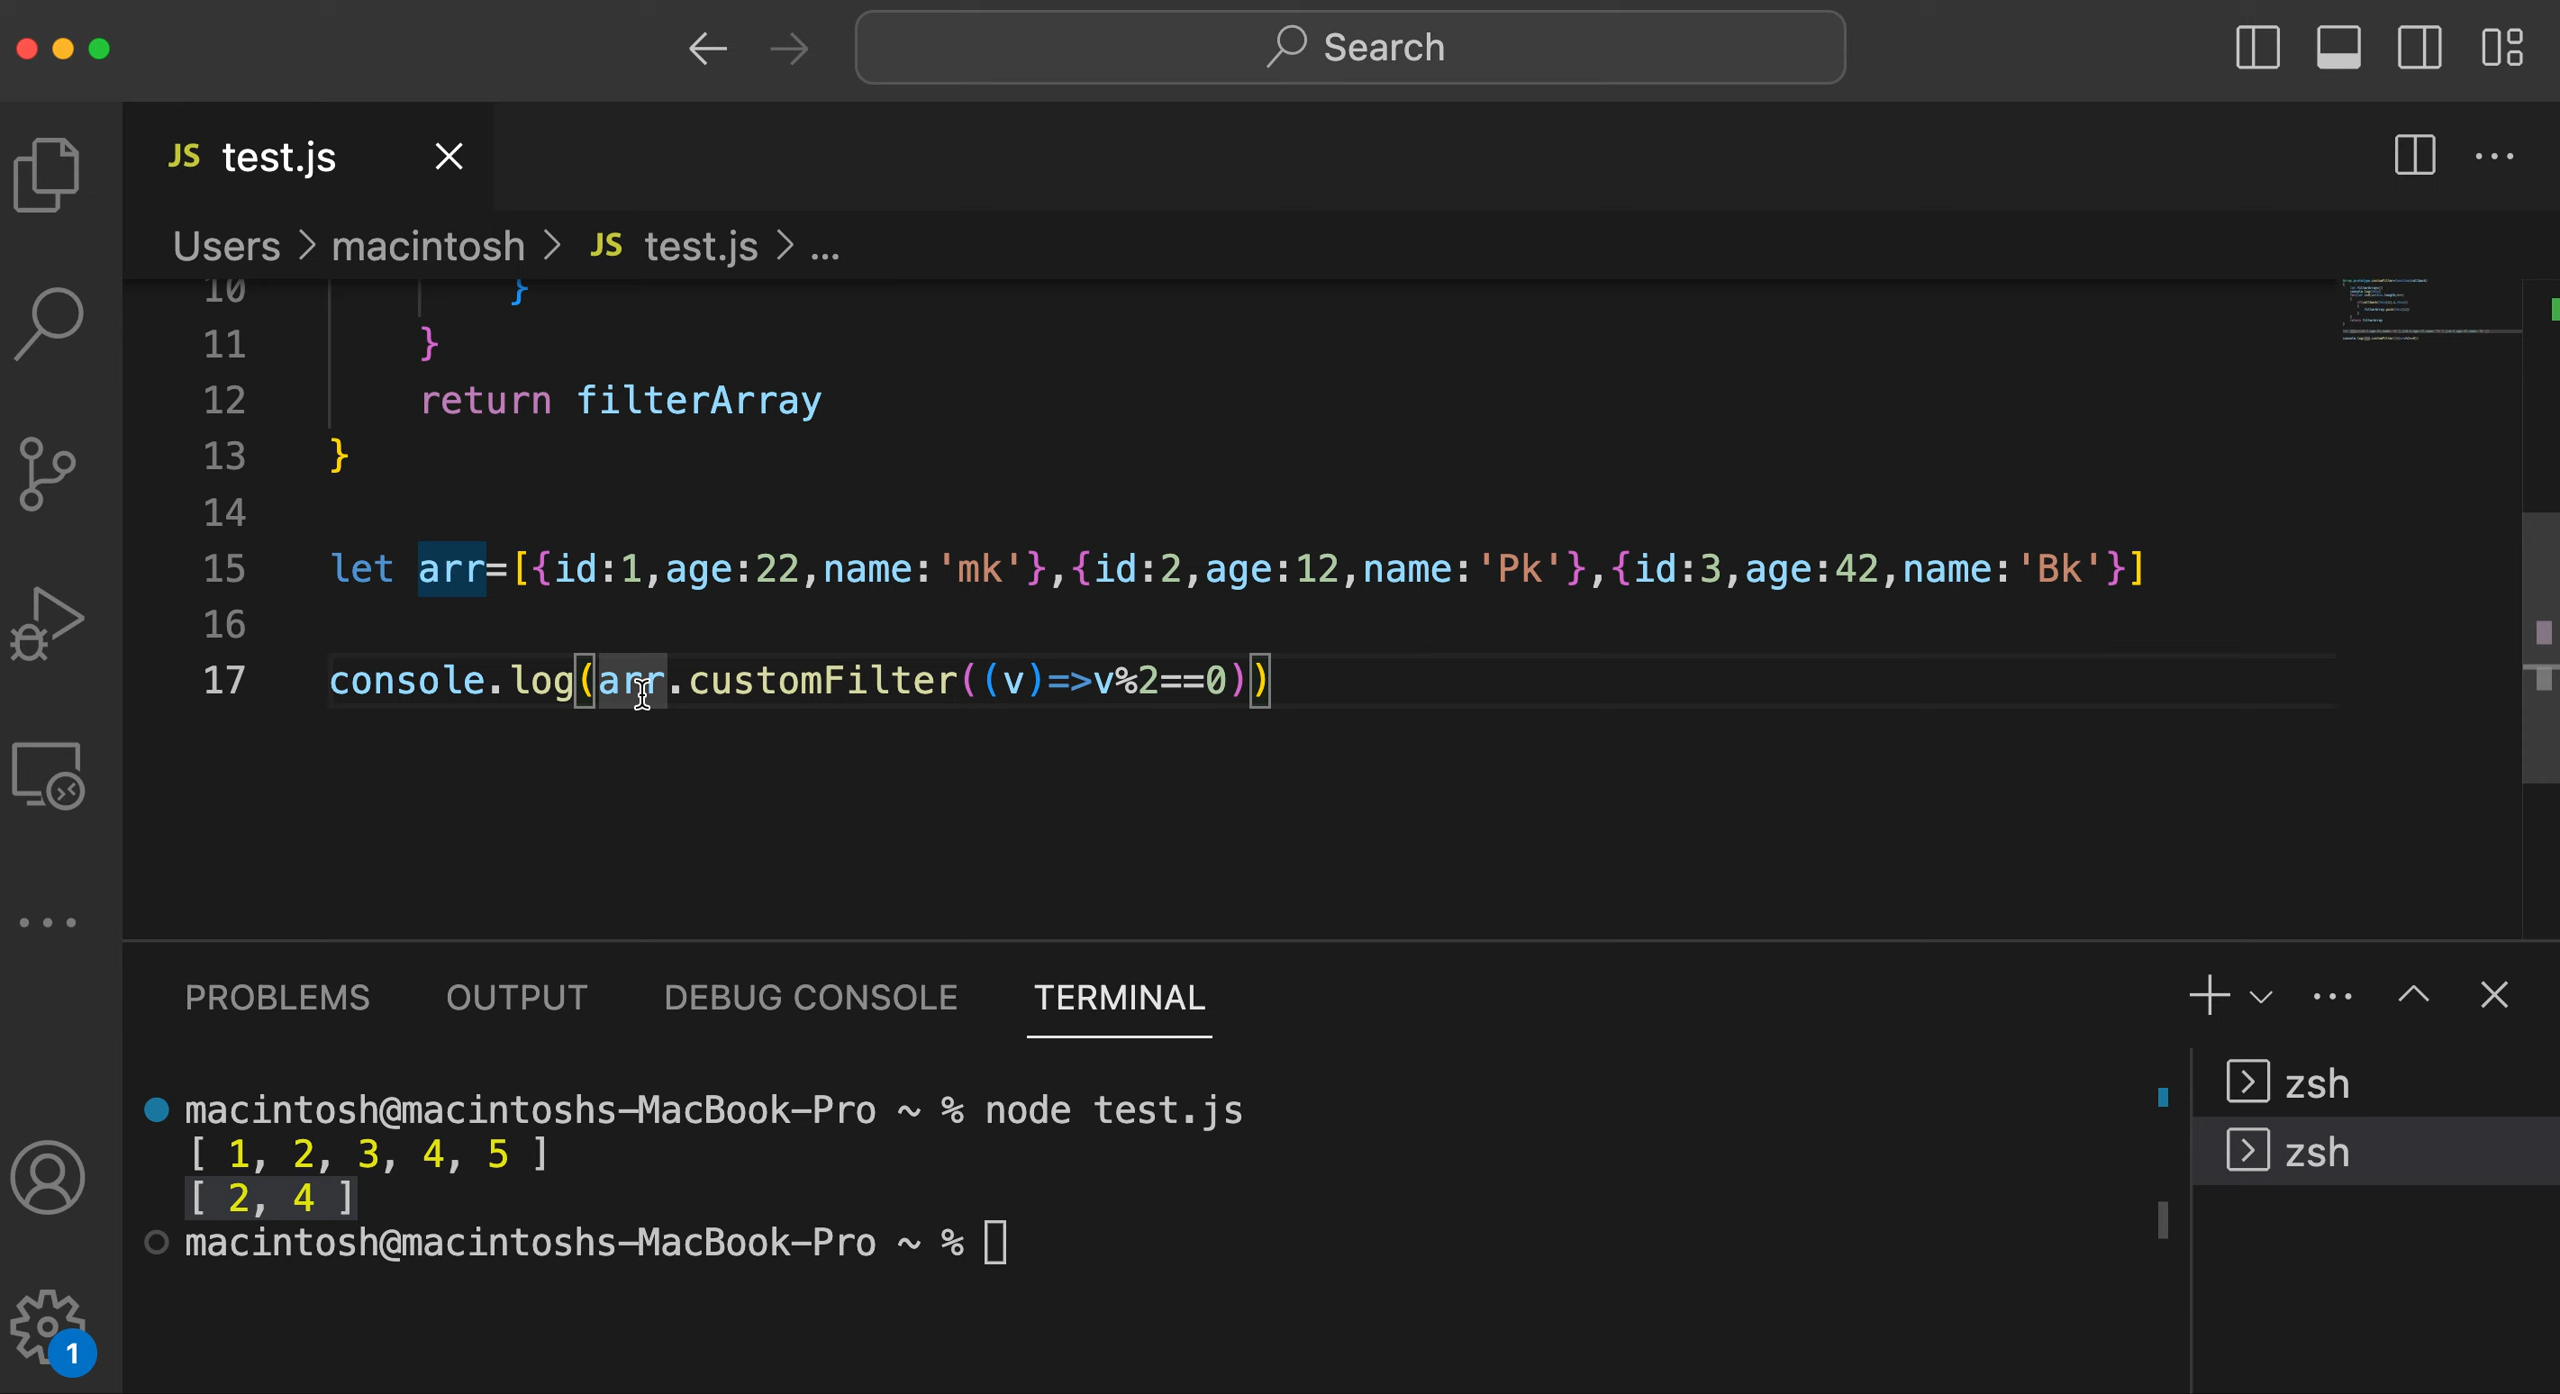 Search
JS test.js
Users > macintosh > JS test.js > ...
10 }
11 }
12 return filterArray
13 }
14
15 let arr=[{id:1,age:22,name:'mk'},{id:2,age:12,name:'Pk'},{id:3,age:42,name:'Bk'}]
16
17 console.log(arr.customFilter((v)=>v%2==0))
PROBLEMS OUTPUT DEBUG CONSOLE TERMINAL
macintosh@macintoshs-MacBook-Pro ~ % node test.js
[ 1, 2, 3, 4, 5 ]
[ 2, 4 ]
macintosh@macintoshs-MacBook-Pro ~ %
zsh
zsh
1